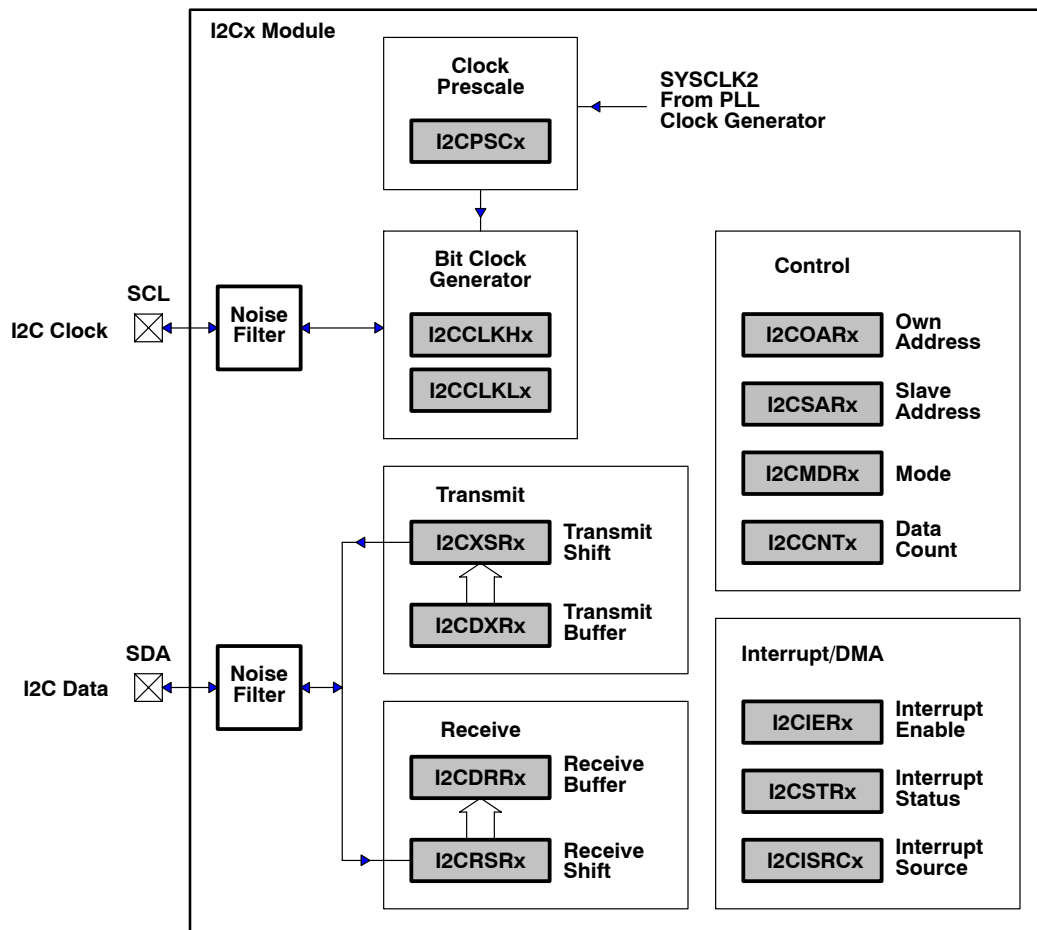 I2Cx Module
Clock
Prescale
I2CPSCx
SYSCLK2
From PLL
Clock Generator
Bit Clock
Generator
I2CCLKHx
I2CCLKLx
SCL
I2C Clock
Noise
Filter
Control
I2COARx
Own
Address
I2CSARx
Slave
Address
I2CMDRx
Mode
I2CCNTx
Data
Count
Transmit
I2CXSRx
Transmit
Shift
I2CDXRx
Transmit
Buffer
SDA
I2C Data
Noise
Filter
Receive
I2CDRRx
Receive
Buffer
I2CRSRx
Receive
Shift
Interrupt/DMA
I2CIERx
Interrupt
Enable
I2CSTRx
Interrupt
Status
I2CISRCx
Interrupt
Source